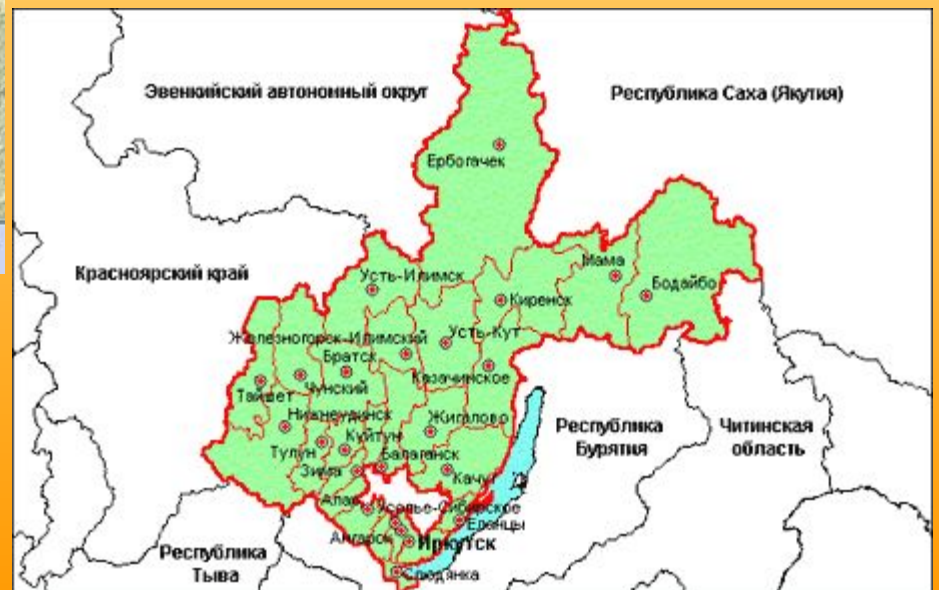 Эвенкийский автономный округ
Республика Саха (Якутия)
Ербогачек
Красноярский край
Усть-Илимск
Мама
Бодайбо
Киренск
Железногорск-Илимский
Усть-Кут
Братск
Казачинское
Тайшет
Чунский
Нижнеудинск
Жигалово
Республика
Бурятия
Читинская
область
Тулун
Куйтун
Балаганск
Зима
Качуг
Усолье-Сибирское
Еланцы
Ангарск
Иркутск
Республика
Тыва
Слюдянка